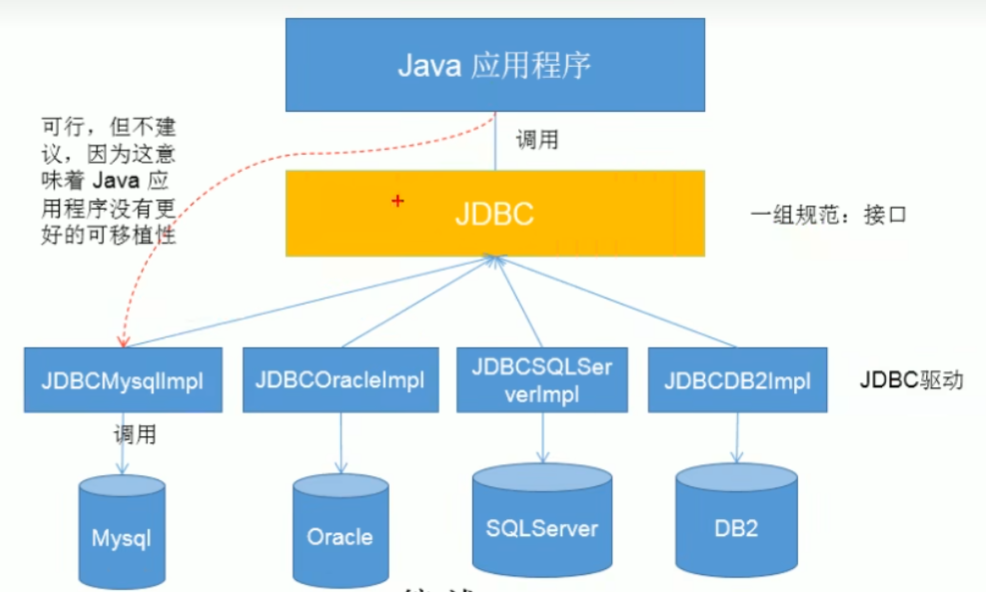 Java 应用程序
可行，但不建
议，因为这意
味着 Java 应
用程序没有更
好的可移植性
调用
JDBC
一组规范：接口
JDBCMysqlImpl
JDBCOracleImpl
JDBCSQLSer
verImpl
JDBCDB2Impl
JDBC驱动
调用
Mysql
Oracle
SQLServer
DB2